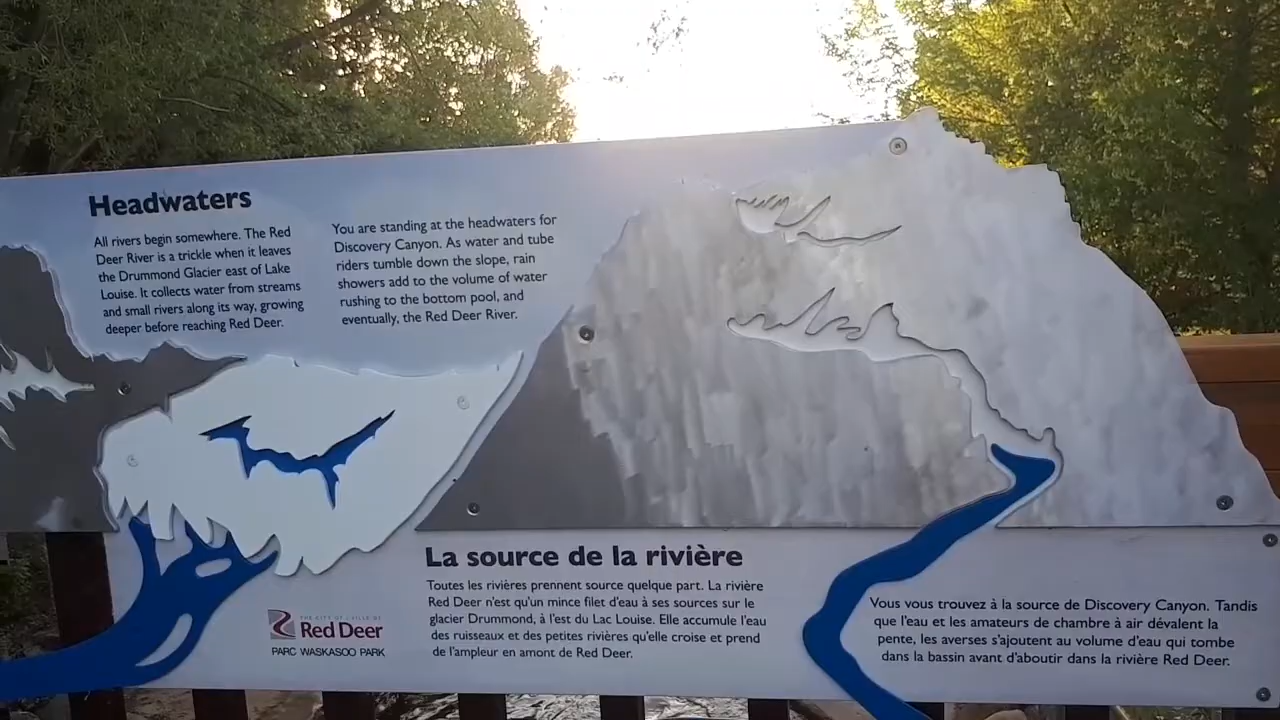 Headwaters
All rivers begin somewhere. The Red
Deer River is a trickle when it leaves
the Drummond Glacier east of Lake
Louise. It collects water from streams
and small rivers along its way, growing
deeper before reaching Red Deer.
You are standing at the headwaters for
Discovery Canyon. As water and tube
riders tumble down the slope, rain
showers add to the volume of water
rushing to the bottom pool, and
eventually, the Red Deer River.
La source de la rivière
Toutes les rivières prennent source quelque part. La rivière
Red Deer n'est qu'un mince filet d'eau à ses sources sur le
glacier Drummond, à l'est du Lac Louise. Elle accumule l'eau
des ruisseaux et des petites rivières qu'elle croise et prend
de l'ampleur en amont de Red Deer.
Vous vous trouvez à la source de Discovery Canyon. Tandis
que l'eau et les amateurs de chambre à air dévalent la
pente, les averses s'ajoutent au volume d'eau qui tombe
dans la bassin avant d'aboutir dans la rivière Red Deer.
THE CITY OF LA VILLE DE
Red Deer
PARC WASKASOO PARK